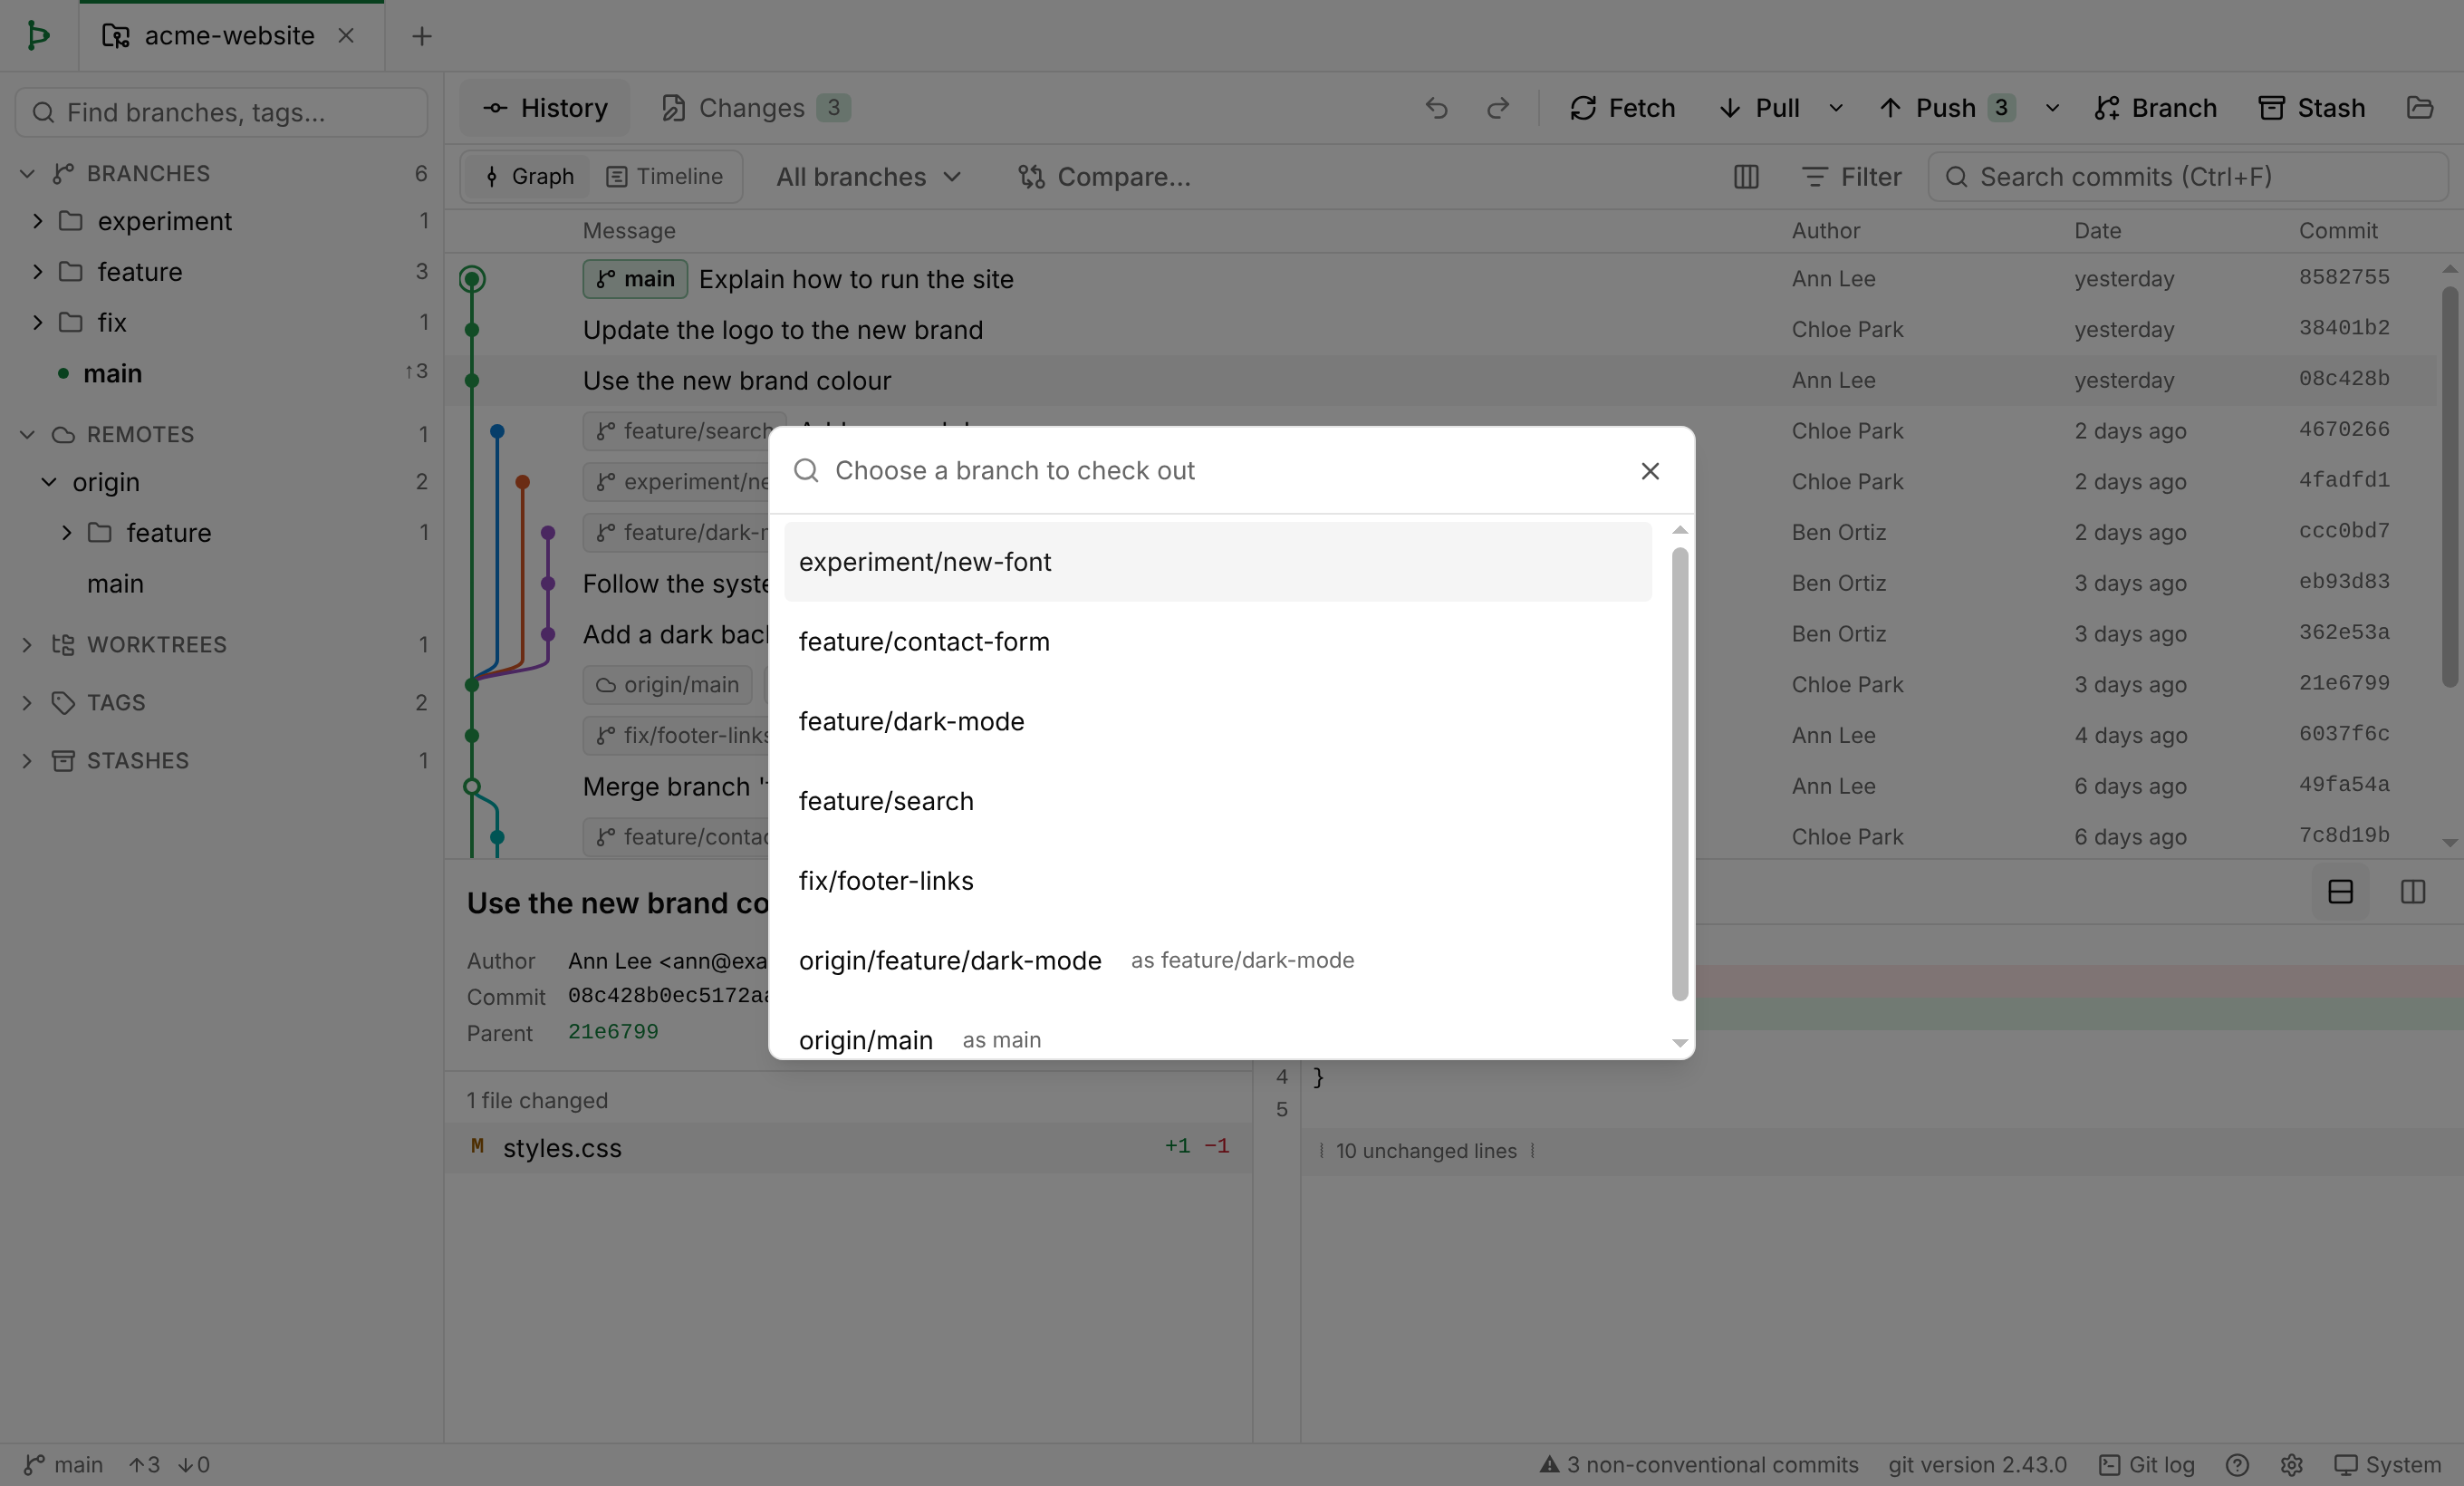 acme-website
Find branches, tags...
BRANCHES 6
experiment 1
feature 3
fix 1
main ↑3
REMOTES 1
origin 2
feature 1
main
WORKTREES 1
TAGS 2
STASHES 1
History
Changes 3
Fetch
Pull
Push 3
Branch
Stash
Graph
Timeline
All branches
Compare...
Filter
Search commits (Ctrl+F)
Message Author Date Commit
main Explain how to run the site Ann Lee yesterday 8582755
Update the logo to the new brand Chloe Park yesterday 38401b2
Use the new brand colour Ann Lee yesterday 08c428b
feature/search Chloe Park 2 days ago 4670266
experiment/ne Chloe Park 2 days ago 4fadfd1
feature/dark-m Ben Ortiz 2 days ago ccc0bd7
Follow the syste Ben Ortiz 3 days ago eb93d83
Add a dark bac Ben Ortiz 3 days ago 362e53a
origin/main Chloe Park 3 days ago 21e6799
fix/footer-links Ann Lee 4 days ago 6037f6c
Merge branch ' Ann Lee 6 days ago 49fa54a
feature/contac Chloe Park 6 days ago 7c8d19b
Choose a branch to check out
experiment/new-font
feature/contact-form
feature/dark-mode
feature/search
fix/footer-links
origin/feature/dark-mode as feature/dark-mode
origin/main as main
Use the new brand co
Author Ann Lee <ann@exa
Commit 08c428b0ec5172a
Parent 21e6799
1 file changed
M styles.css +1 −1
4 }
5
10 unchanged lines
main ↑3 ↓0
3 non-conventional commits
git version 2.43.0
Git log
System